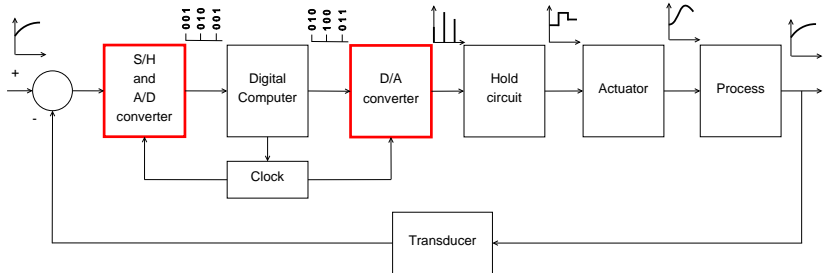 001
010
001
010
100
011
+
-
S/H
and
A/D
converter
Digital
Computer
D/A
converter
Hold
circuit
Actuator
Process
Clock
Transducer